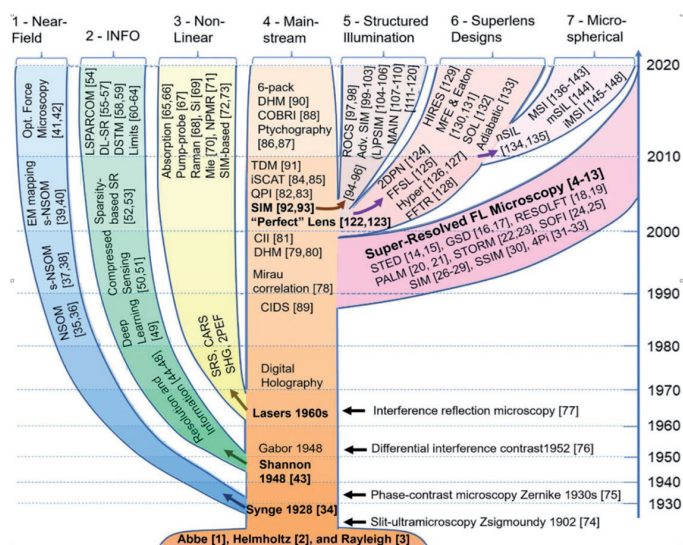 1 - Near-
Field
2 - INFO
3 - Non-
Linear
4 - Main-
stream
5 - Structured
Illumination
6 - Superlens
Designs
7 - Micro-
spherical
Opt. Force
Microscopy
[41,42]
EM mapping
s-NSOM
[39,40]
s-NSOM
[37,38]
NSOM
[35,36]
LSPARCOM [54]
DL-SR [55-57]
DSTM [58,59]
Limits [60-64]
Sparsity-
based SR
[52,53]
Compressed
Sensing
[50,51]
Deep
Learning
[49]
Resolution and
Information [44-48]
Absorption [65,66]
Pump-probe [67]
Raman [68], SI [69]
Mie [70], NPMR [71]
SIM-based [72,73]
SRS, CARS
SHG, 2PEF
6-pack
DHM [90]
COBRI [88]
Ptychography
[86,87]
TDM [91]
iSCAT [84,85]
QPI [82,83]
SIM [92,93]
"Perfect" Lens [122,123]
CII [81]
DHM [79,80]
Mirau
correlation [78]
CIDS [89]
Digital
Holography
Lasers 1960s
Gabor 1948
Shannon
1948 [43]
Synge 1928 [34]
Abbe [1], Helmholtz [2], and Rayleigh [3]
ROCS [97,98]
Adv. SIM [99-103]
(L)PSIM [104-106]
MAIN [107-110]
[111-120]
[94-96]
HIRES [129]
MFE & Eaton
[130,131]
SOL [132]
Adiabatic [133]
2DPN [124]
FFSL [125]
Hyper [126,127]
FFTR [128]
nSIL
[134,135]
MSI [136-143]
mSIL [144]
iMSI [145-148]
Super-Resolved FL Microscopy [4-13]
STED [14,15], GSD [16,17], RESOLFT [18,19]
PALM [20, 21], STORM [22,23], SOFI [24,25]
SIM [26-29], SSIM [30], 4PI [31-33]
Interference reflection microscopy [77]
Differential interference contrast1952 [76]
Phase-contrast microscopy Zernike 1930s [75]
Slit-ultramicroscopy Zsigmoundy 1902 [74]
2020
2010
2000
1990
1980
1970
1960
1950
1940
1930